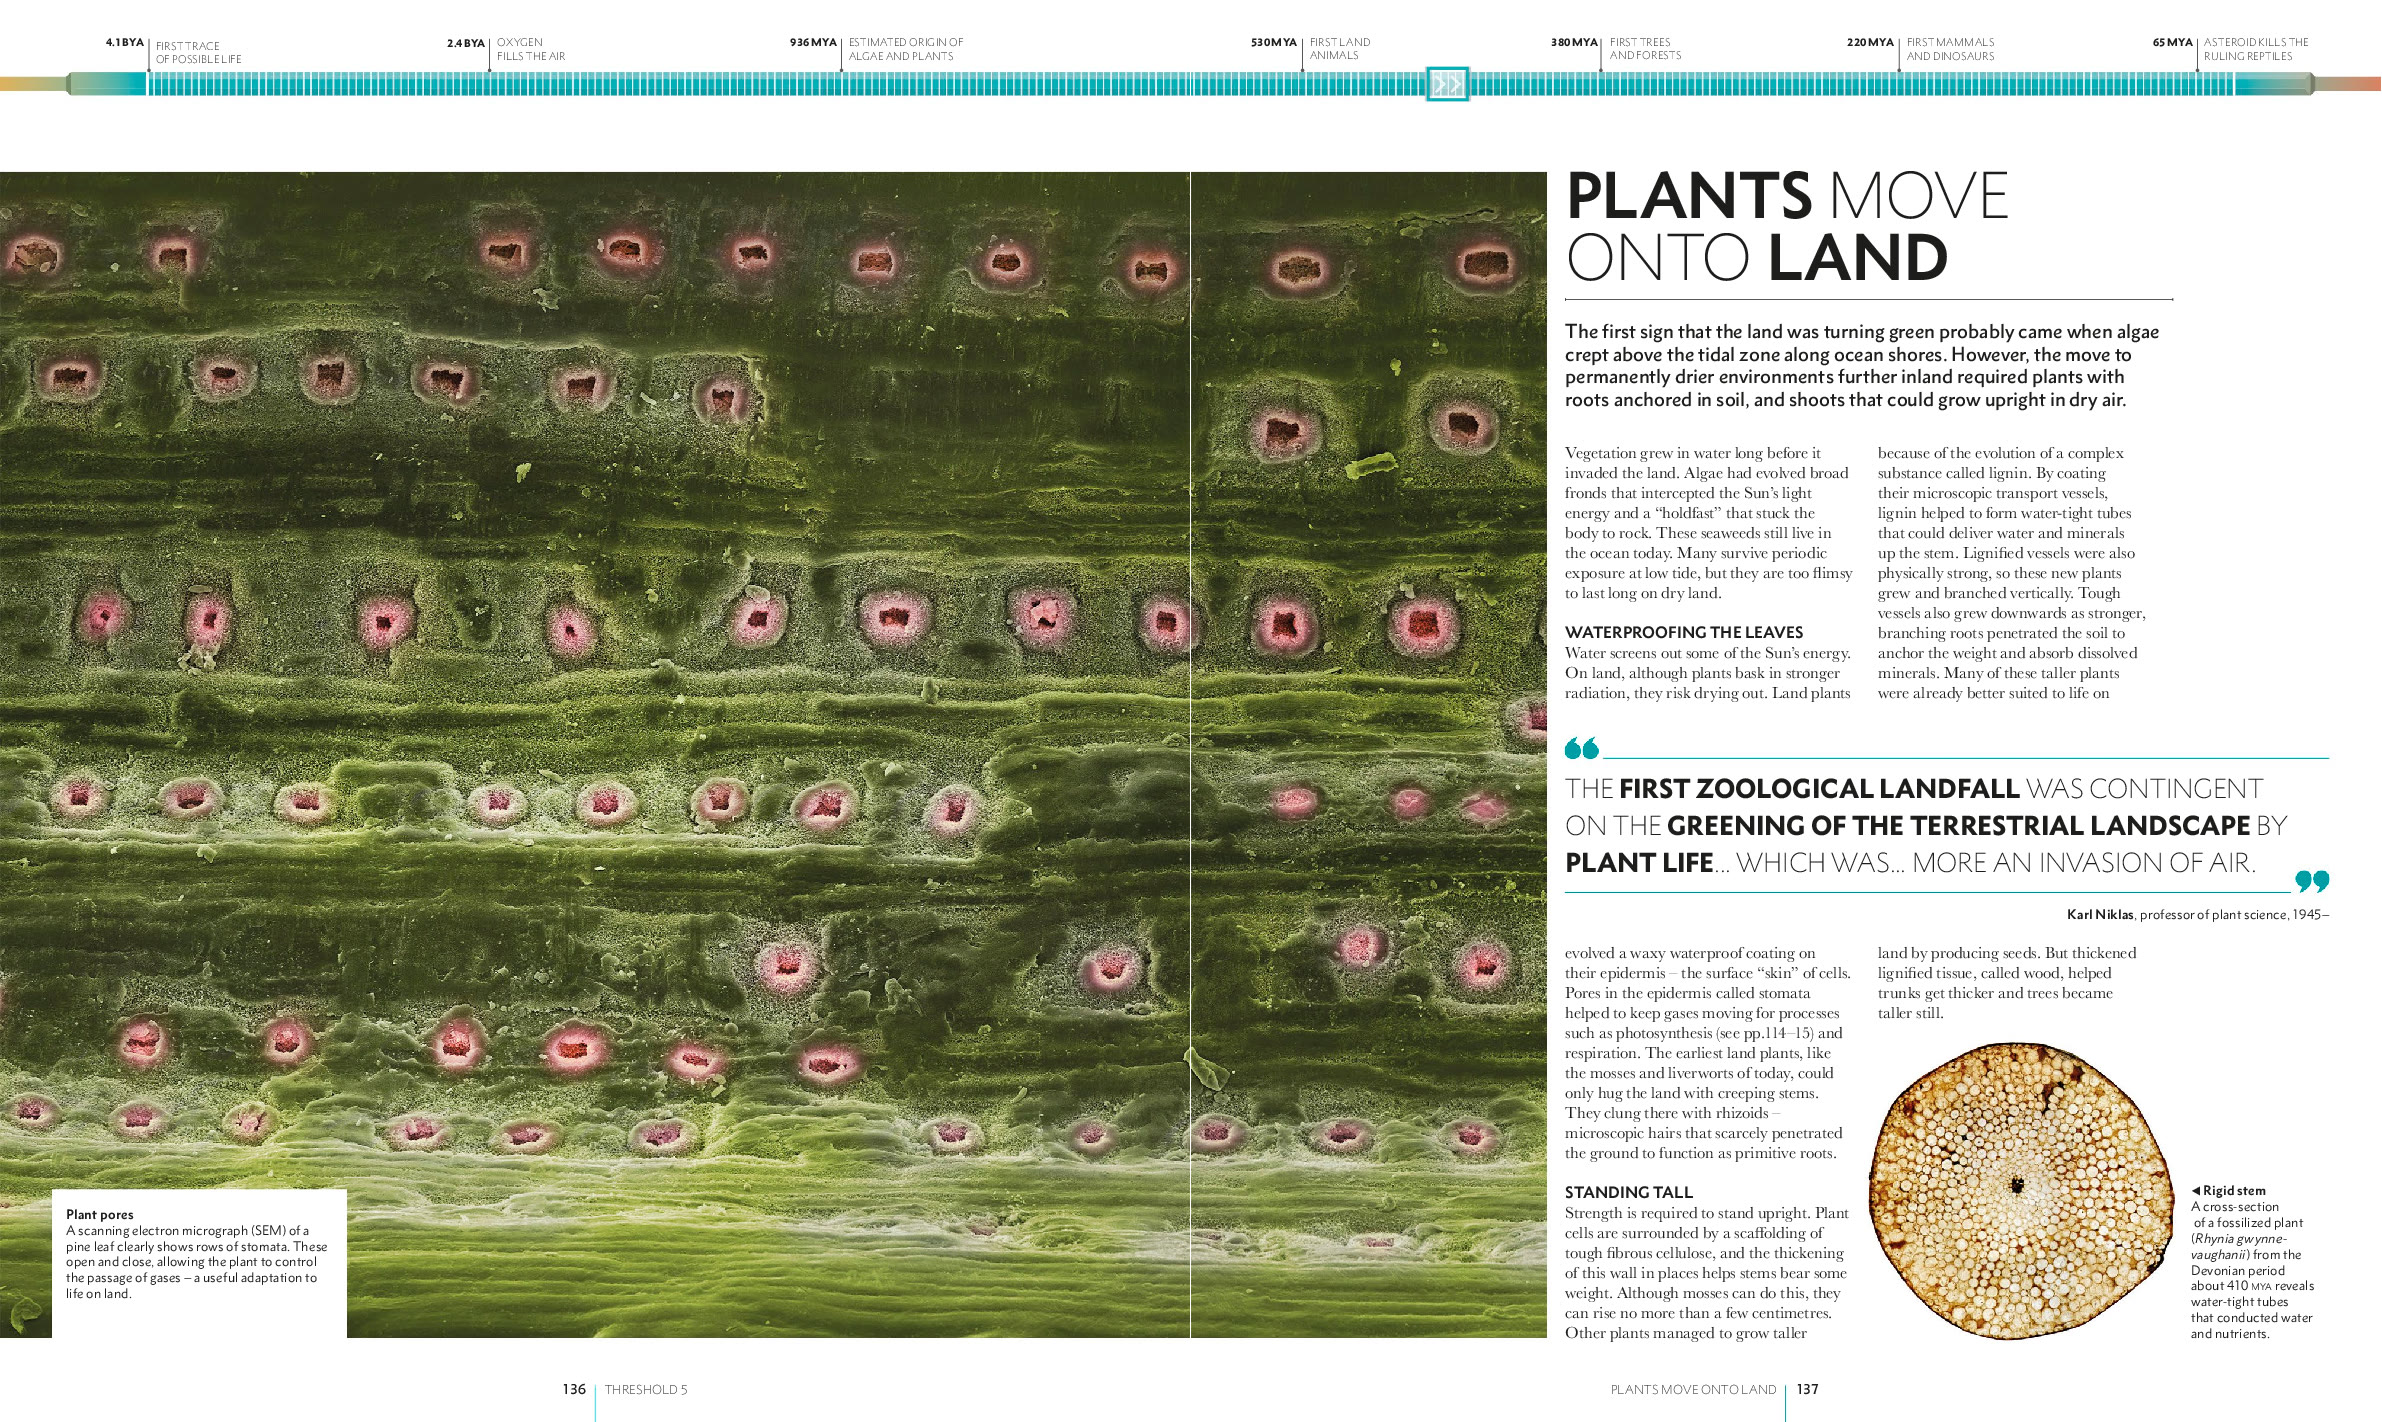 4.1 BYA
FIRST TRACE
OF POSSIBLE LIFE
2.4 BYA
OXYGEN
FILLS THE AIR
936 MYA
ESTIMATED ORIGIN OF
ALGAE AND PLANTS
530 MYA
FIRST LAND
ANIMALS
380 MYA
FIRST TREES
AND FORESTS
220 MYA
FIRST MAMMALS
AND DINOSAURS
65 MYA
ASTEROID KILLS THE
RULING REPTILES
PLANTS MOVE
ONTO LAND
The first sign that the land was turning green probably came when algae
crept above the tidal zone along ocean shores. However, the move to
permanently drier environments further inland required plants with
roots anchored in soil, and shoots that could grow upright in dry air.
Vegetation grew in water long before it
invaded the land. Algae had evolved broad
fronds that intercepted the Sun's light
energy and a “holdfast” that stuck the
body to rock. These seaweeds still live in
the ocean today. Many survive periodic
exposure at low tide, but they are too flimsy
to last long on dry land.
WATERPROOFING THE LEAVES
Water screens out some of the Sun's energy.
On land, although plants bask in stronger
radiation, they risk drying out. Land plants
evolved a waxy waterproof coating on
their epidermis – the surface “skin” of cells.
Pores in the epidermis called stomata
helped to keep gases moving for processes
such as photosynthesis (see pp.114–15) and
respiration. The earliest land plants, like
the mosses and liverworts of today, could
only hug the land with creeping stems.
They clung there with rhizoids –
microscopic hairs that scarcely penetrated
the ground to function as primitive roots.
STANDING TALL
Strength is required to stand upright. Plant
cells are surrounded by a scaffolding of
tough fibrous cellulose, and the thickening
of this wall in places helps stems bear some
weight. Although mosses can do this, they
can rise no more than a few centimetres.
Other plants managed to grow taller
because of the evolution of a complex
substance called lignin. By coating
their microscopic transport vessels,
lignin helped to form water-tight tubes
that could deliver water and minerals
up the stem. Lignified vessels were also
physically strong, so these new plants
grew and branched vertically. Tough
vessels also grew downwards as stronger,
branching roots penetrated the soil to
anchor the weight and absorb dissolved
minerals. Many of these taller plants
were already better suited to life on
land by producing seeds. But thickened
lignified tissue, called wood, helped
trunks get thicker and trees became
taller still.
“
THE FIRST ZOOLOGICAL LANDFALL WAS CONTINGENT
ON THE GREENING OF THE TERRESTRIAL LANDSCAPE BY
PLANT LIFE... WHICH WAS... MORE AN INVASION OF AIR.
”
Karl Niklas, professor of plant science, 1945–
◀ Rigid stem
A cross-section
of a fossilized plant
(Rhynia gwynne-
vaughanii) from the
Devonian period
about 410 MYA reveals
water-tight tubes
that conducted water
and nutrients.
Plant pores
A scanning electron micrograph (SEM) of a
pine leaf clearly shows rows of stomata. These
open and close, allowing the plant to control
the passage of gases – a useful adaptation to
life on land.
136
THRESHOLD 5
PLANTS MOVE ONTO LAND
137